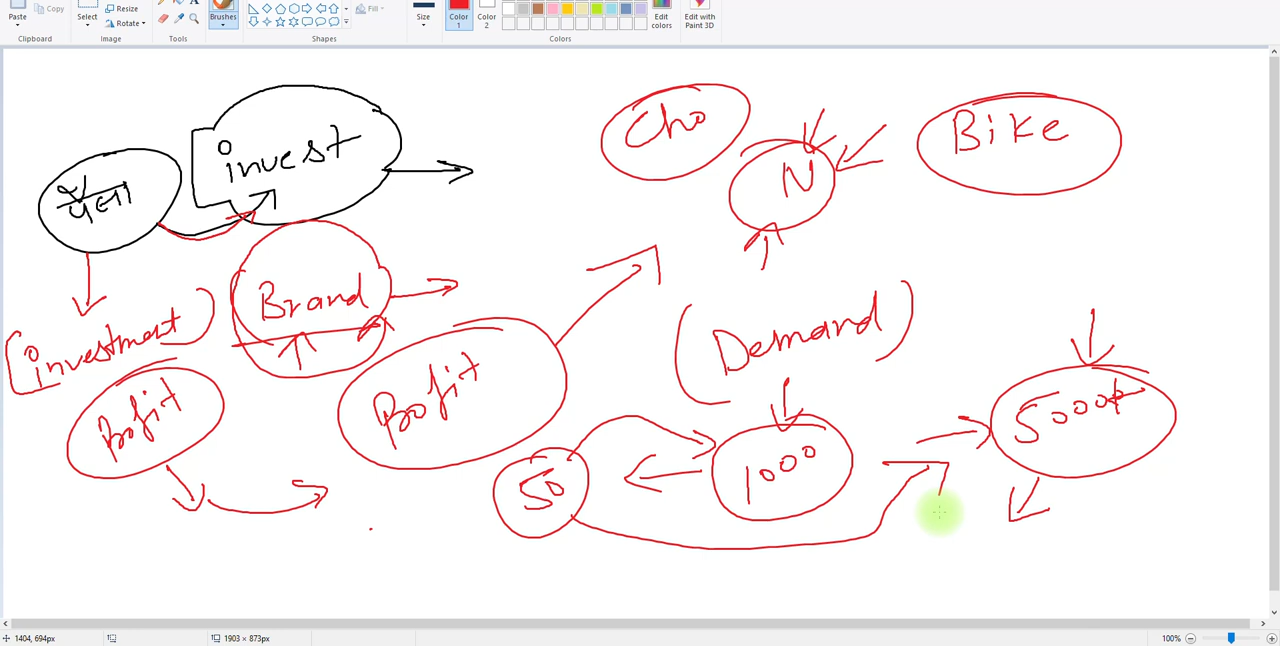 Paste
Copy
Select
Resize
Rotate
Brushes
Size
Color
1
Color
2
Edit
colors
Edit with
Paint 3D
Clipboard
Image
Tools
Shapes
Colors
invest
Cho
N
Bike
Brand
investment
Profit
Profit
Demand
50
1000
5000
1404, 694px
1903 × 873px
100%